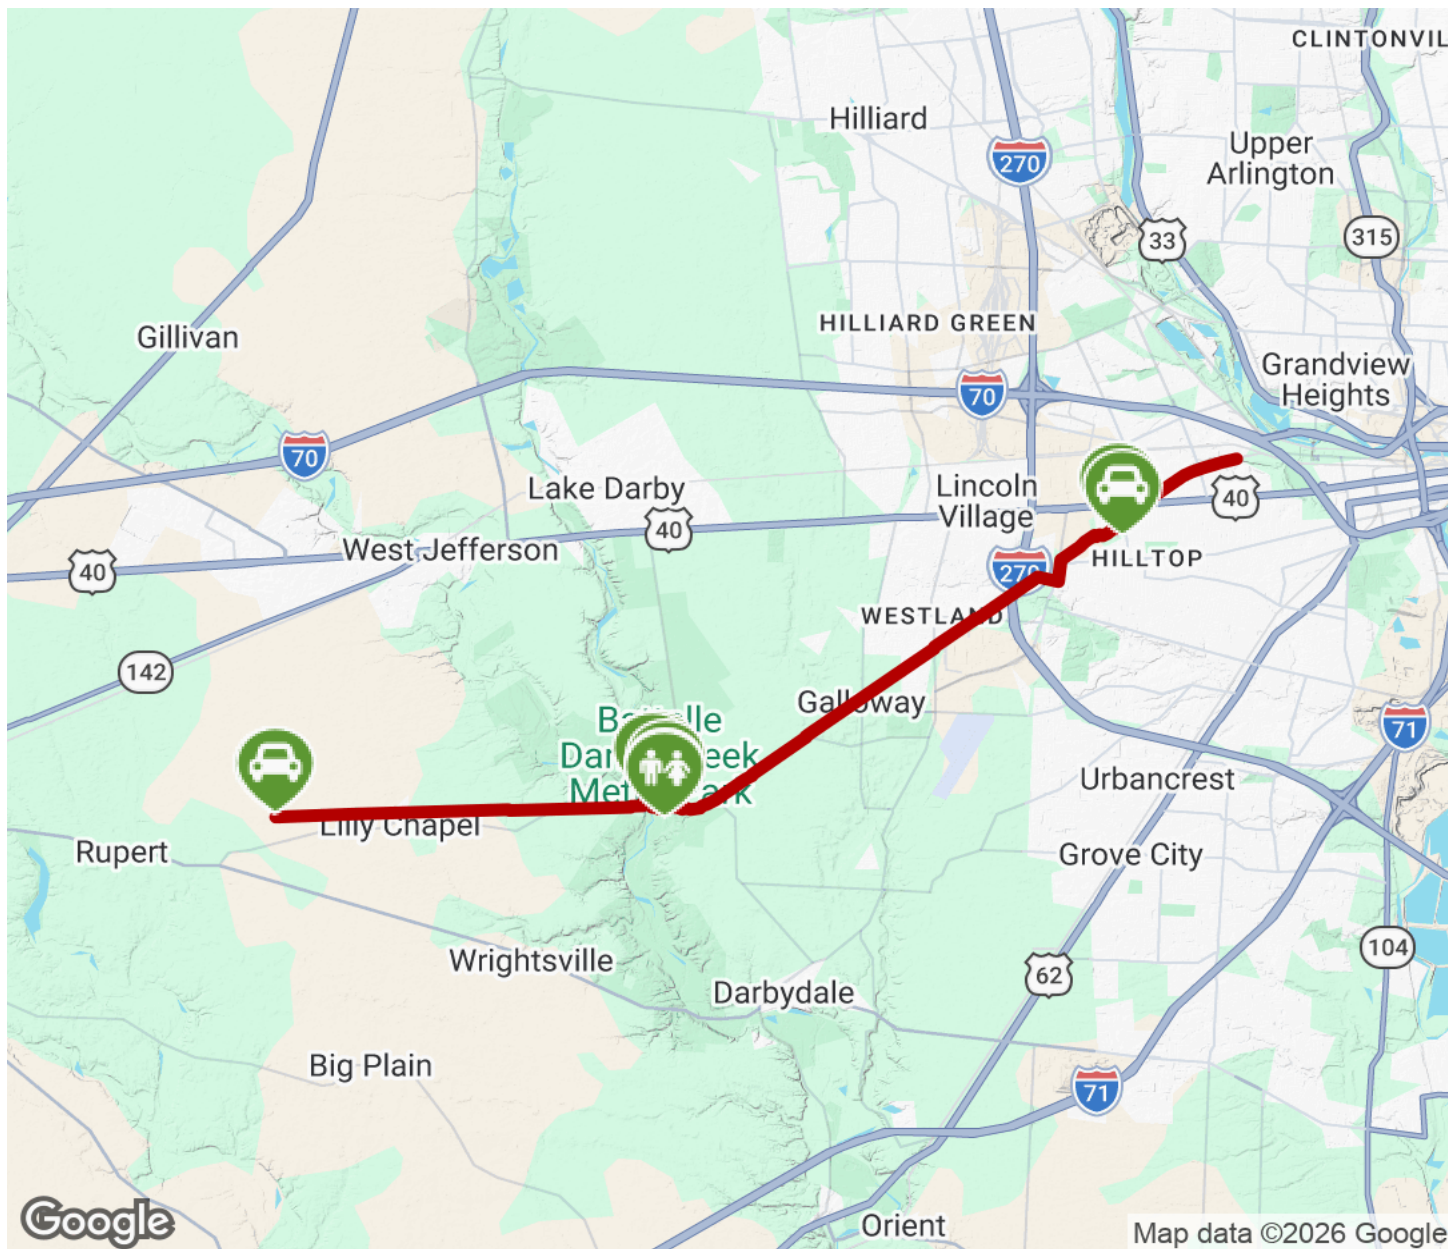 CLINTONVIL
Hilliard
270
Upper
Arlington
33
315
HILLIARD GREEN
Gillivan
Grandview
Heights
70
70
Lake Darby
Lincoln
Village
40
40
West Jefferson
40
HILLTOP
270
WESTLAND
142
Galloway
71
Urbancrest
Lilly Chapel
Rupert
Grove City
104
Wrightsville
62
Darbydale
Big Plain
71
Orient
Google
Map data ©2026 Google